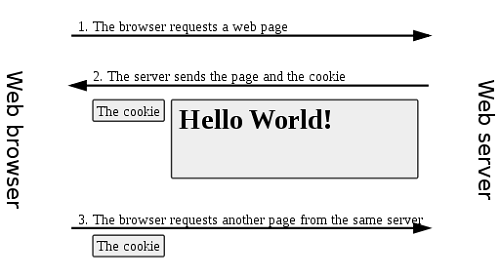 1. The browser requests a web page
2. The server sends the page and the cookie
The cookie
Hello World!
Web browser
Web server
3. The browser requests another page from the same server
The cookie